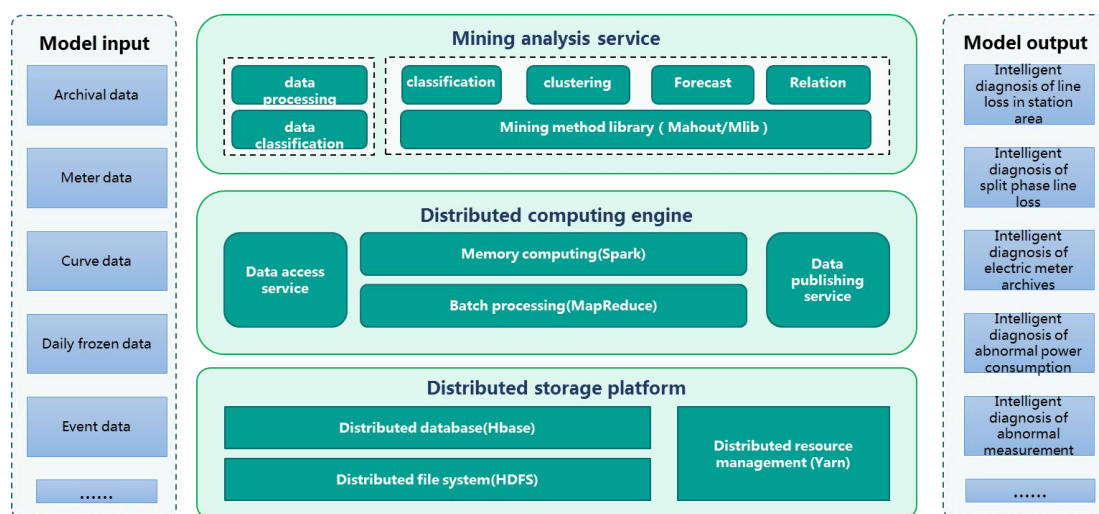 Model input
Archival data
Meter data
Curve data
Daily frozen data
Event data
......
Mining analysis service
data
processing
data
classification
classification
clustering
Forecast
Relation
Mining method library ( Mahout/Mlib )
Distributed computing engine
Data access
service
Memory computing(Spark)
Batch processing(MapReduce)
Data
publishing
service
Distributed storage platform
Distributed database(Hbase)
Distributed file system(HDFS)
Distributed resource
management (Yarn)
Model output
Intelligent
diagnosis of line
loss in station
area
Intelligent
diagnosis of
split phase line
loss
Intelligent
diagnosis of
electric meter
archives
Intelligent
diagnosis of
abnormal power
consumption
Intelligent
diagnosis of
abnormal
measurement
......